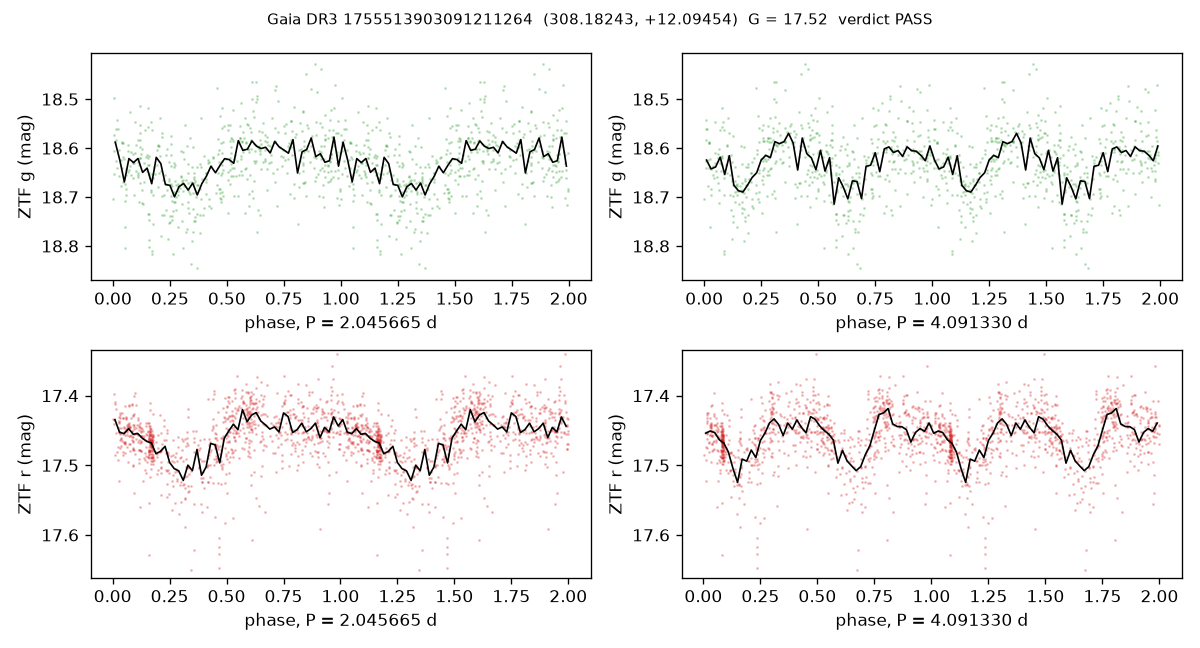 Gaia DR3 1755513903091211264 (308.18243, +12.09454) G = 17.52 verdict PASS
ZTF g (mag)
18.5
18.6
18.7
18.8
0.00 0.25 0.50 0.75 1.00 1.25 1.50 1.75 2.00
phase, P = 2.045665 d
ZTF g (mag)
18.5
18.6
18.7
18.8
0.00 0.25 0.50 0.75 1.00 1.25 1.50 1.75 2.00
phase, P = 4.091330 d
ZTF r (mag)
17.4
17.5
17.6
0.00 0.25 0.50 0.75 1.00 1.25 1.50 1.75 2.00
phase, P = 2.045665 d
ZTF r (mag)
17.4
17.5
17.6
0.00 0.25 0.50 0.75 1.00 1.25 1.50 1.75 2.00
phase, P = 4.091330 d